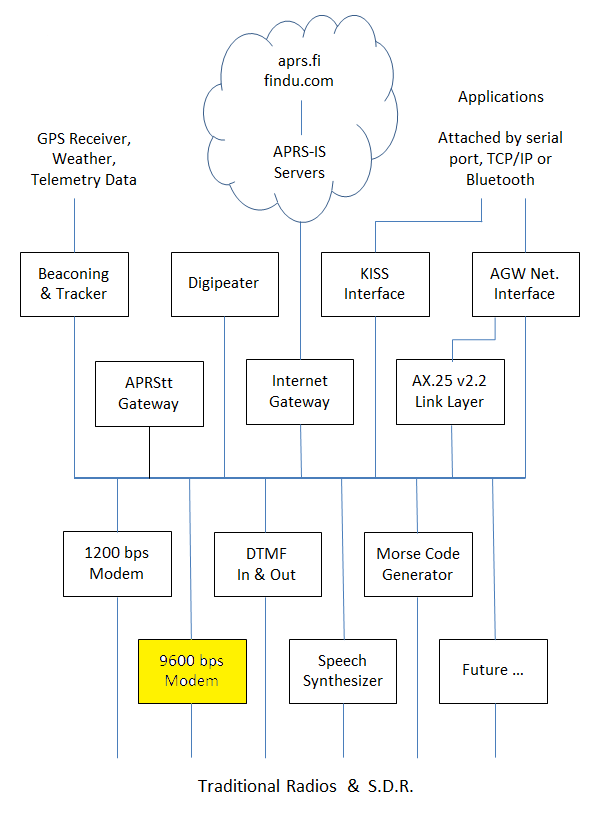 aprs.fi
findu.com
APRS-IS
Servers
Applications
Attached by serial
port, TCP/IP or
Bluetooth
GPS Receiver,
Weather,
Telemetry Data
Beaconing
& Tracker
Digipeater
KISS
Interface
AGW Net.
Interface
APRStt
Gateway
Internet
Gateway
AX.25 v2.2
Link Layer
1200 bps
Modem
DTMF
In & Out
Morse Code
Generator
9600 bps
Modem
Speech
Synthesizer
Future ...
Traditional Radios & S.D.R.